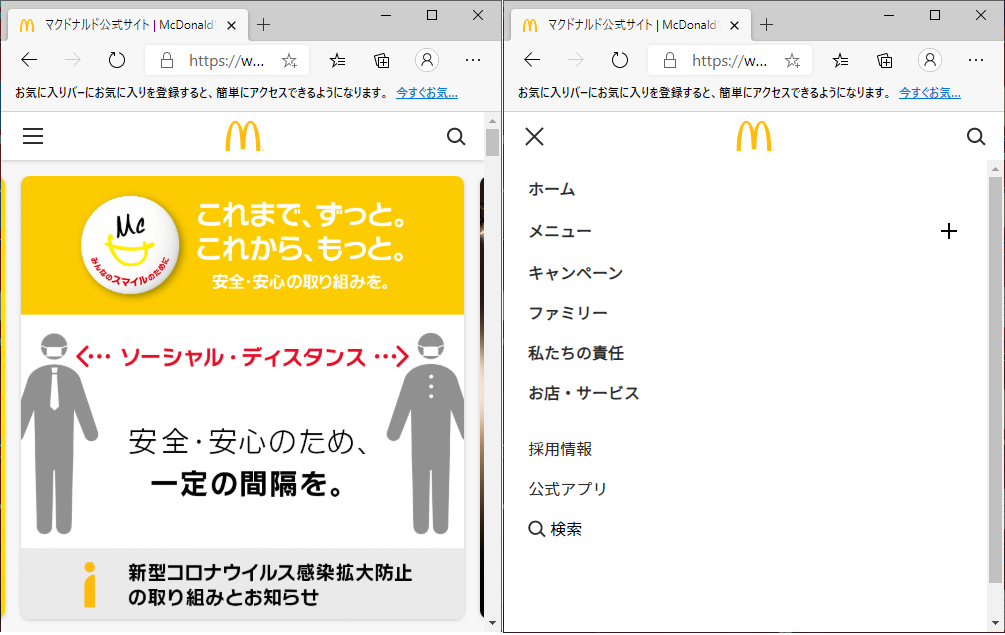 マクドナルド公式サイト | McDonald'
https://w...
お気に入りバーにお気に入りを登録すると、簡単にアクセスできるようになります。 今すぐお気...
Mc
みんなのスマイルのために
これまで、ずっと。
これから、もっと。
安全・安心の取り組みを。
ソーシャル・ディスタンス
安全・安心のため、
一定の間隔を。
新型コロナウイルス感染拡大防止
の取り組みとお知らせ
マクドナルド公式サイト | McDonald'
https://w...
お気に入りバーにお気に入りを登録すると、簡単にアクセスできるようになります。 今すぐお気...
ホーム
メニュー
キャンペーン
ファミリー
私たちの責任
お店・サービス
採用情報
公式アプリ
検索